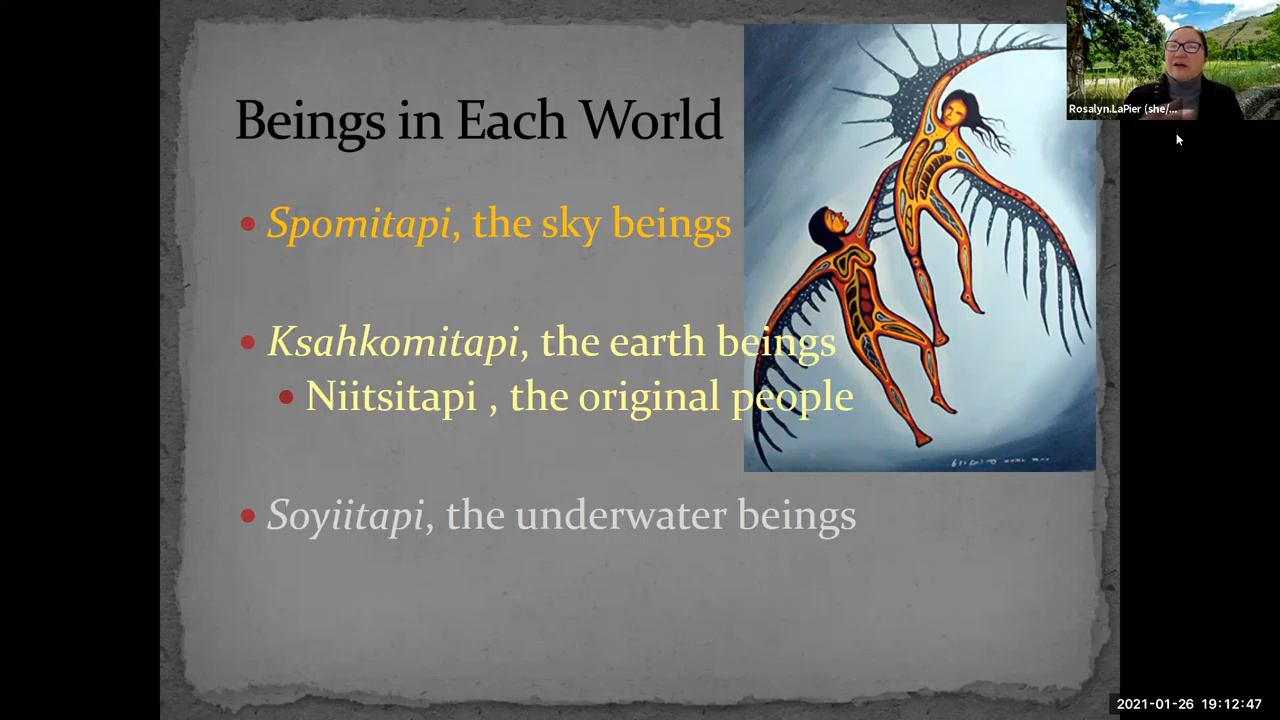 Beings in Each World
• Spomitapi, the sky beings
• Ksahkomitapi, the earth beings
• Niitsitapi , the original people
• Soyiitapi, the underwater beings
Rosalyn.LaPier (she/...
2021-01-26 19:12:47